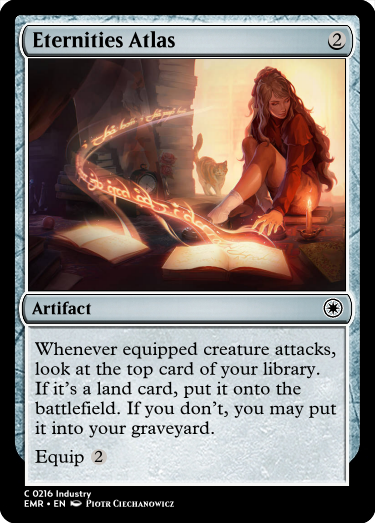 Eternities Atlas 2
Artifact
Whenever equipped creature attacks,
look at the top card of your library.
If it's a land card, put it onto the
battlefield. If you don't, you may put
it into your graveyard.
Equip 2
C 0216 Industry
EMR • EN Piotr Ciechanowicz